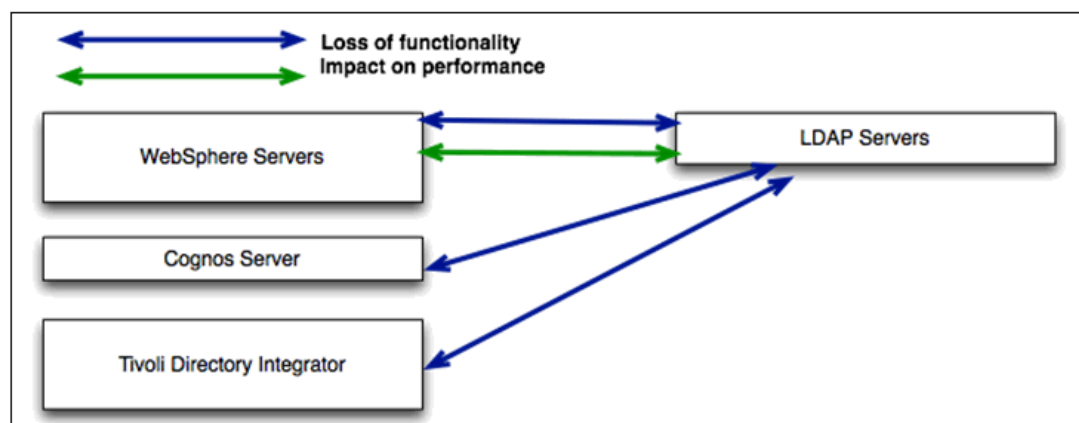 Loss of functionality
Impact on performance
WebSphere Servers
LDAP Servers
Cognos Server
Tivoli Directory Integrator